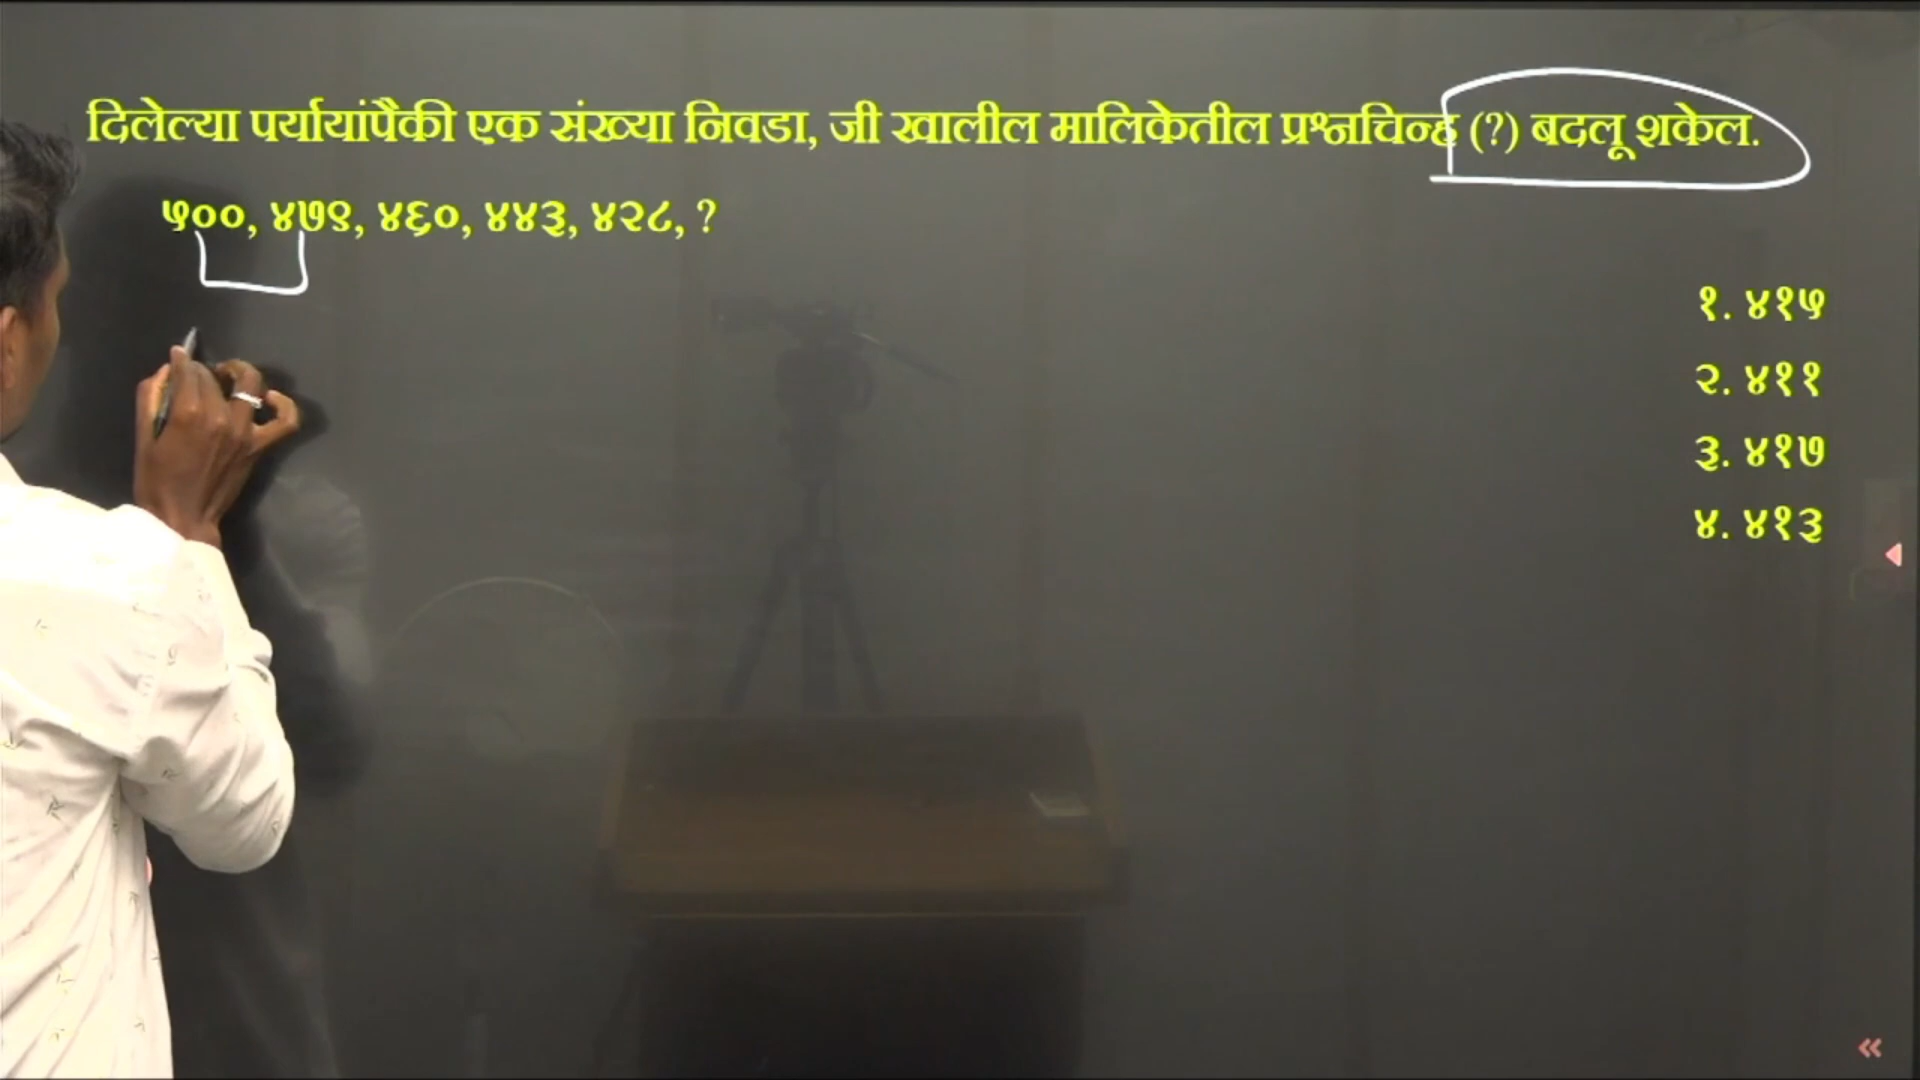 दिलेल्या पर्यायांपैकी एक संख्या निवडा, जी खालील मालिकेतील प्रश्नचिन्ह (?) बदलू शकेल.
५००, ४७९, ४६०, ४४३, ४२८, ?
१. ४१५
२. ४११
३. ४१७
४. ४१३